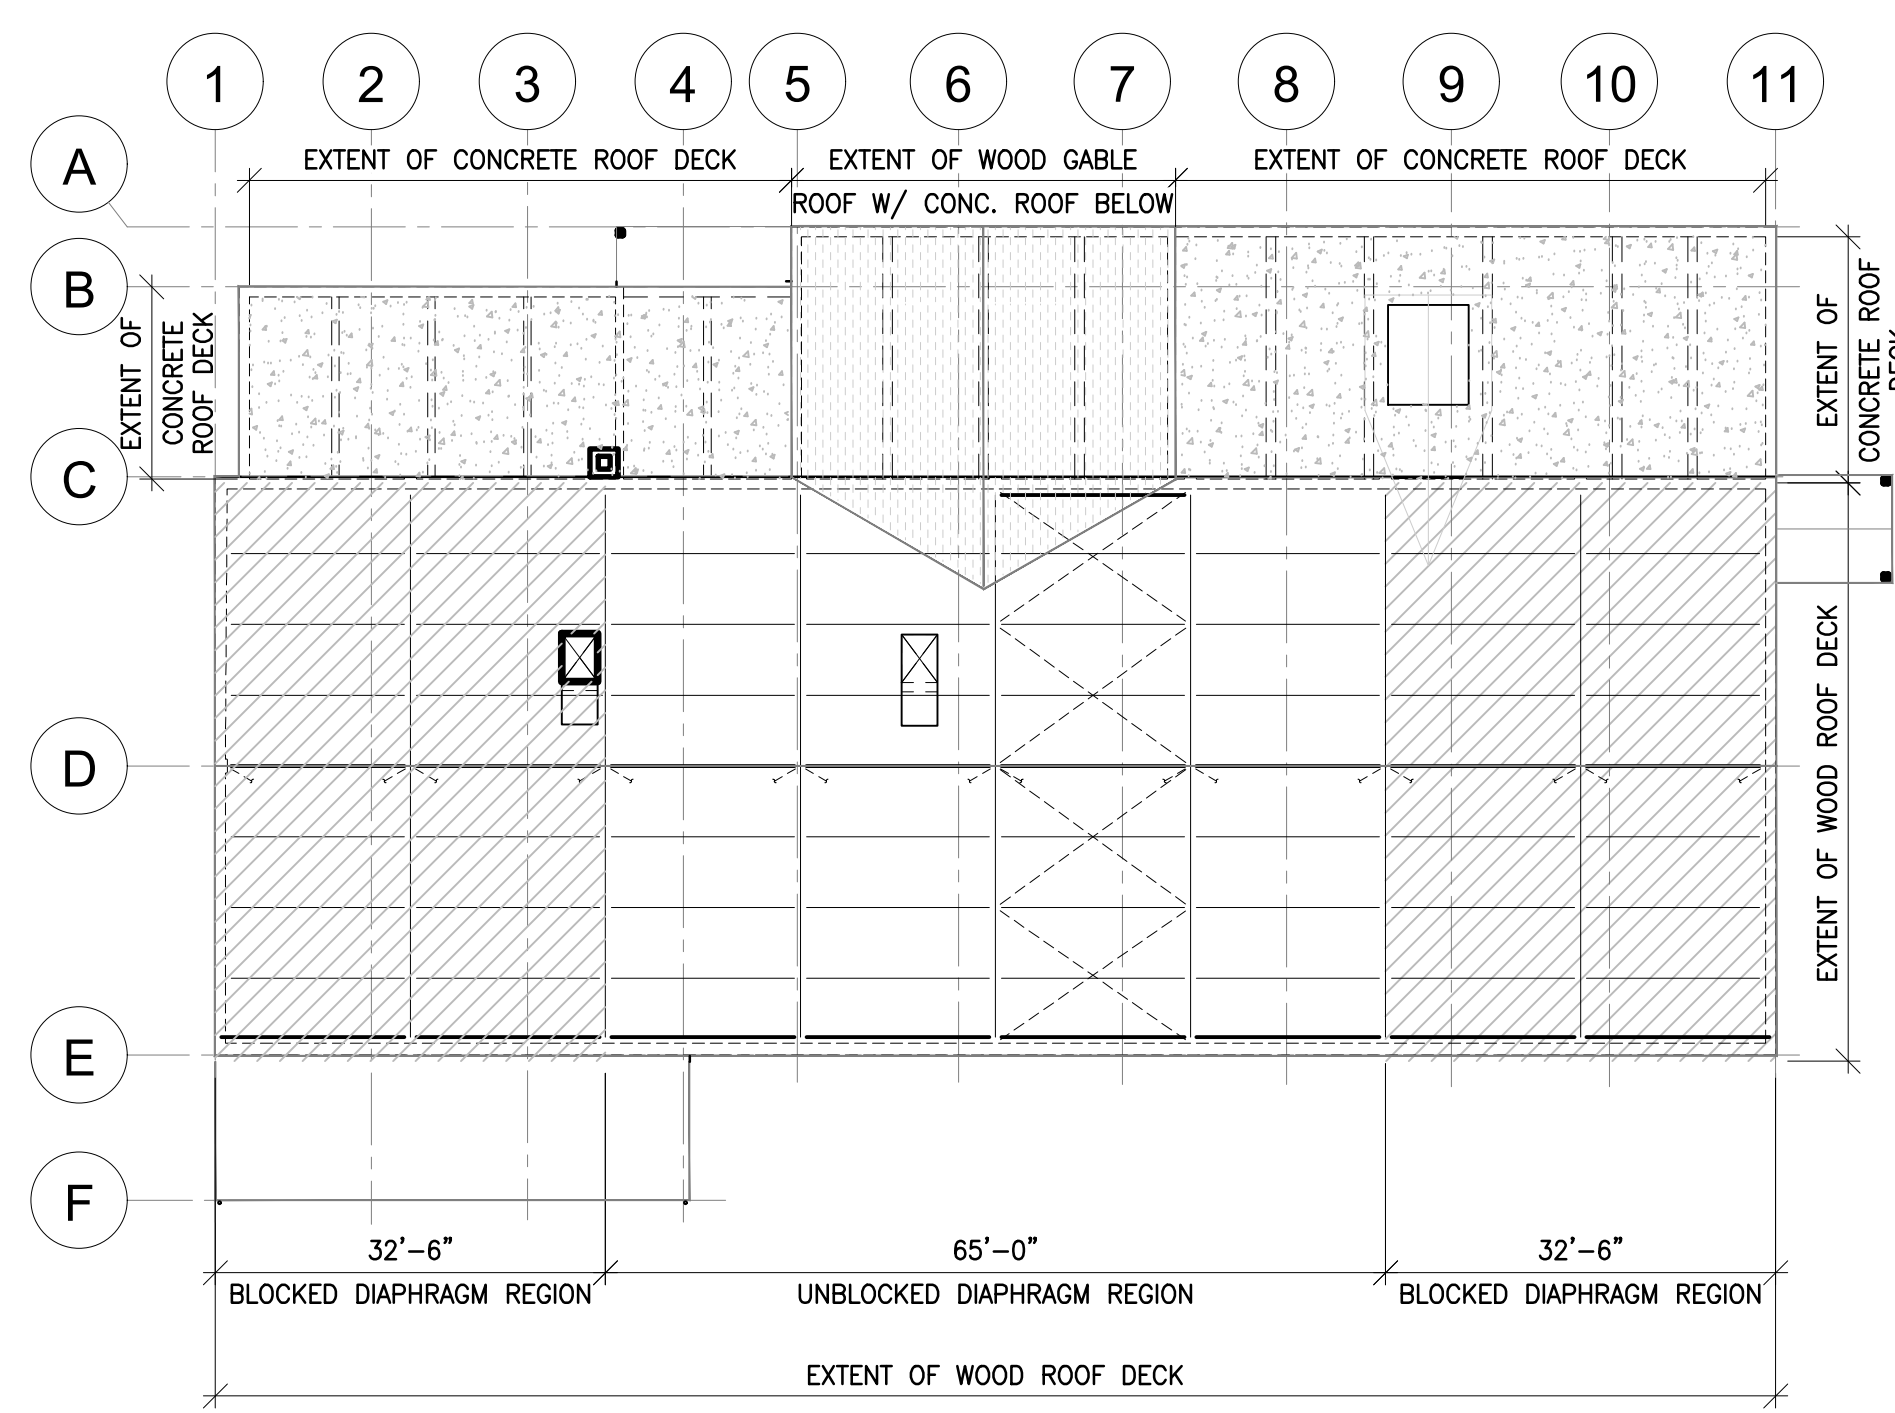 1 2 3 4 5 6 7 8 9 10 11
A
EXTENT OF CONCRETE ROOF DECK
EXTENT OF WOOD GABLE
ROOF W/ CONC. ROOF BELOW
EXTENT OF CONCRETE ROOF DECK
B
EXTENT OF
CONCRETE
ROOF DECK
EXTENT OF
CONCRETE ROOF
DECK
C
D
EXTENT OF WOOD ROOF DECK
E
F
32'-6"
BLOCKED DIAPHRAGM REGION
65'-0"
UNBLOCKED DIAPHRAGM REGION
32'-6"
BLOCKED DIAPHRAGM REGION
EXTENT OF WOOD ROOF DECK